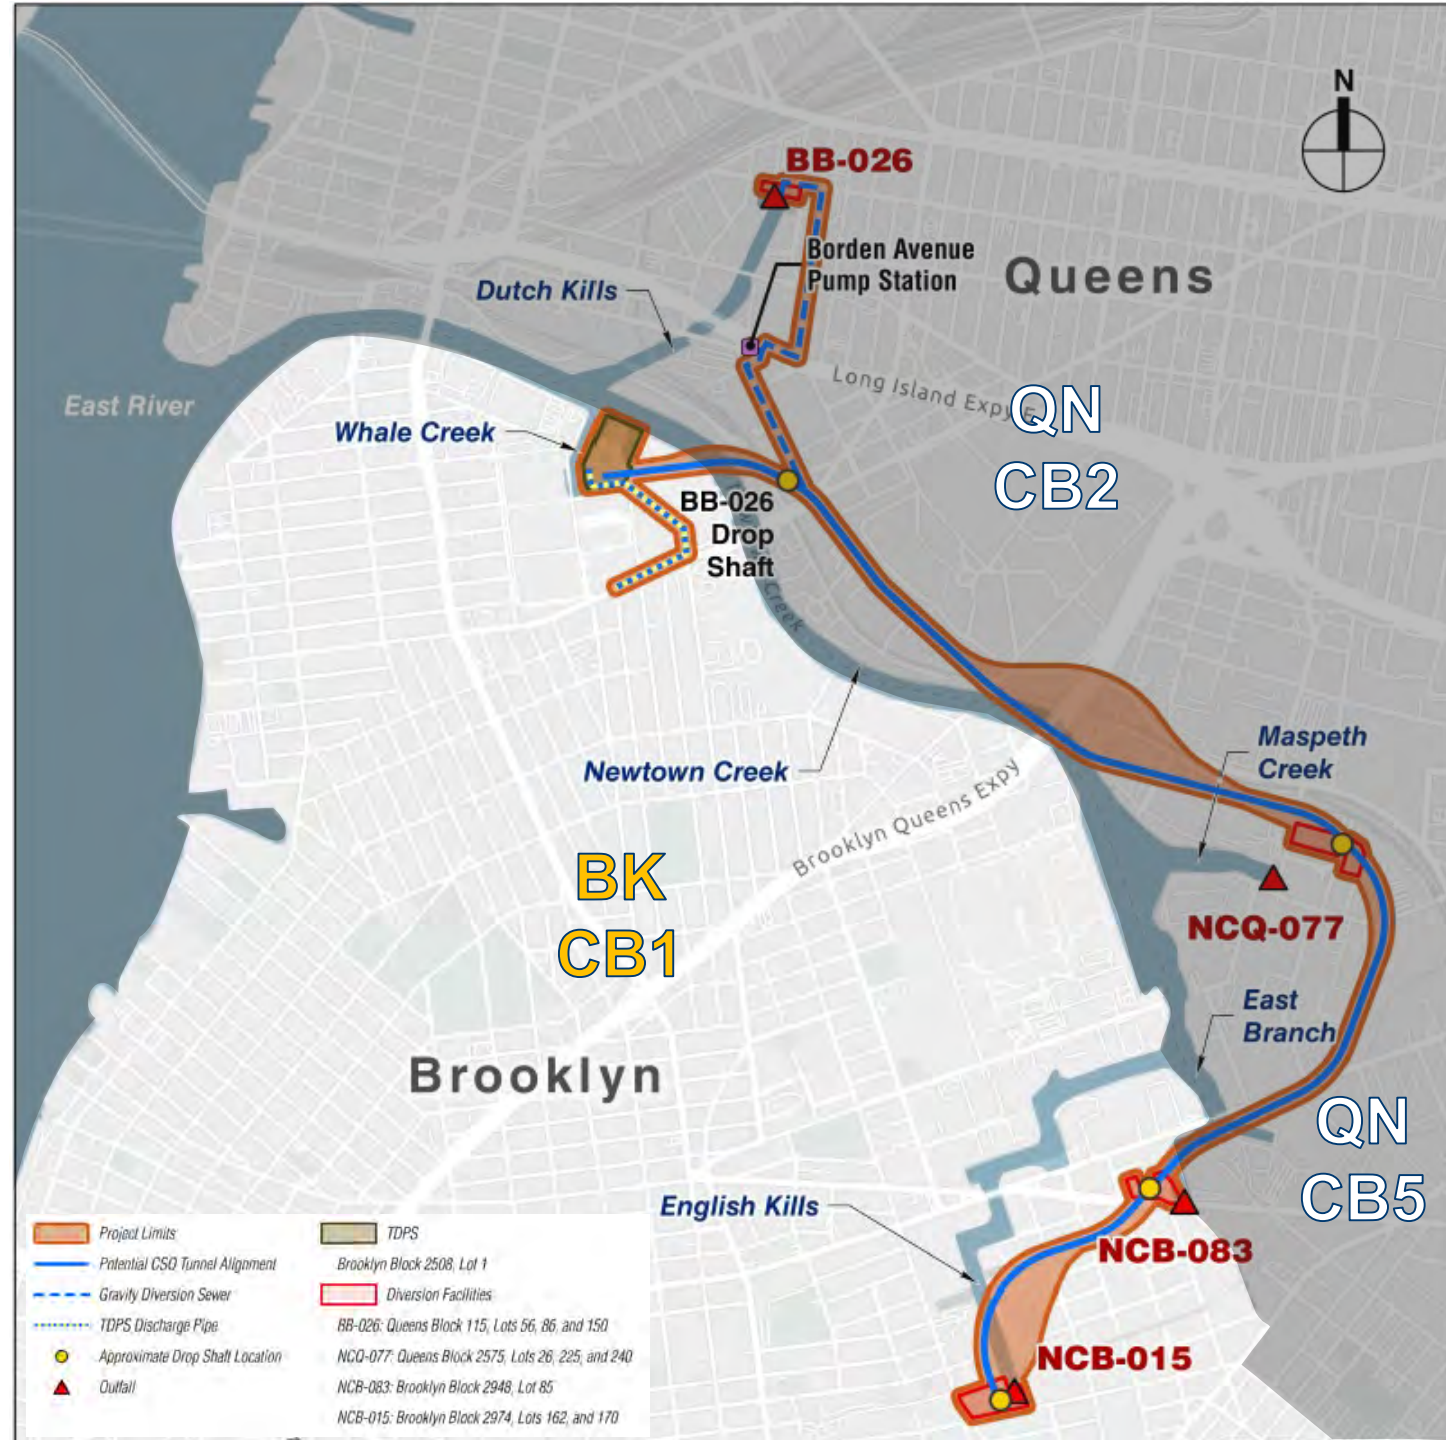 N
BB-026
Borden Avenue
Pump Station
Queens
Dutch Kills
Long Island Expy E
East River
QN
CB2
Whale Creek
BB-026
Drop
Shaft
Newtown Creek
Newtown Creek
Maspeth
Creek
Brooklyn Queens Expy
BK
CB1
NCQ-077
East
Branch
Brooklyn
QN
CB5
English Kills
NCB-083
NCB-015
Project Limits
Potential CSO Tunnel Alignment
Gravity Diversion Sewer
TDPS Discharge Pipe
Approximate Drop Shaft Location
Outfall
TDPS
Brooklyn Block 2508, Lot 1
Diversion Facilities
BB-026: Queens Block 115, Lots 56, 86, and 150
NCQ-077: Queens Block 2575, Lots 26, 225, and 240
NCB-083: Brooklyn Block 2948, Lot 85
NCB-015: Brooklyn Block 2974, Lots 162, and 170